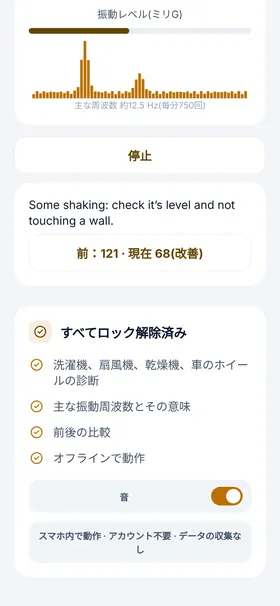 振動レベル(ミリG)
主な周波数 約12.5 Hz(毎分750回)
停止
Some shaking: check it's level and not
touching a wall.
前：121 · 現在 68(改善)
すべてロック解除済み
洗濯機、扇風機、乾燥機、車のホイー
ルの診断
主な振動周波数とその意味
前後の比較
オフラインで動作
音
スマホ内で動作 · アカウント不要 · データの収集な
し